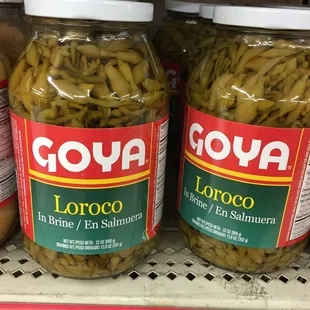 GOYA
Loroco
In Brine / En Salmuera
GOYA
Loroco
In Brine / En Salmuera